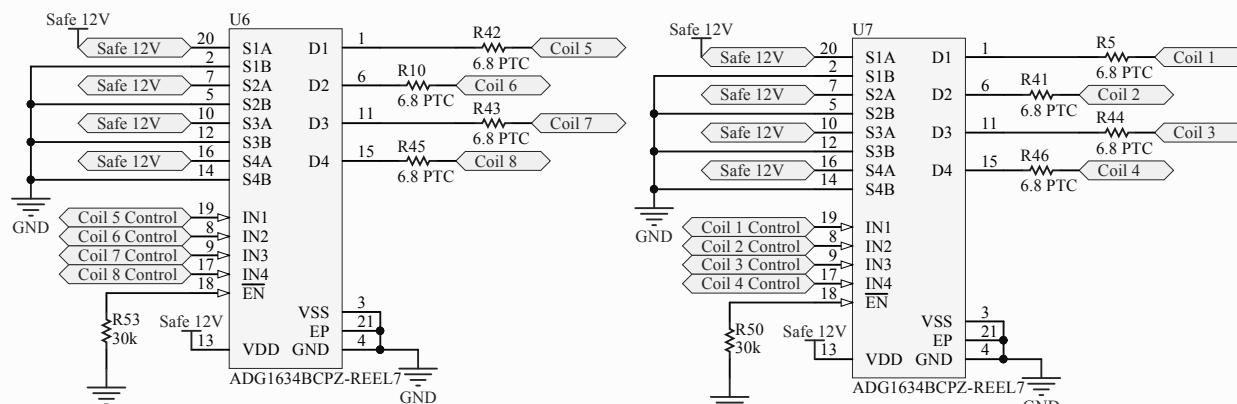 U6
Safe 12V
Safe 12V 20 S1A D1 1 R42 6.8 PTC Coil 5
2 S1B
Safe 12V 7 S2A D2 6 R10 6.8 PTC Coil 6
5 S2B
Safe 12V 10 S3A D3 11 R43 6.8 PTC Coil 7
12 S3B
Safe 12V 16 S4A D4 15 R45 6.8 PTC Coil 8
14 S4B
GND
Coil 5 Control 19 IN1
Coil 6 Control 8 IN2
Coil 7 Control 9 IN3
Coil 8 Control 17 IN4
18 EN
R53
30k
VSS 3
EP 21
Safe 12V
13 VDD GND 4
ADG1634BCPZ-REEL7
GND
U7
Safe 12V
Safe 12V 20 S1A D1 1 R5 6.8 PTC Coil 1
2 S1B
Safe 12V 7 S2A D2 6 R41 6.8 PTC Coil 2
5 S2B
Safe 12V 10 S3A D3 11 R44 6.8 PTC Coil 3
12 S3B
Safe 12V 16 S4A D4 15 R46 6.8 PTC Coil 4
14 S4B
GND
Coil 1 Control 19 IN1
Coil 2 Control 8 IN2
Coil 3 Control 9 IN3
Coil 4 Control 17 IN4
18 EN
R50
30k
VSS 3
EP 21
Safe 12V
13 VDD GND 4
ADG1634BCPZ-REEL7
GND